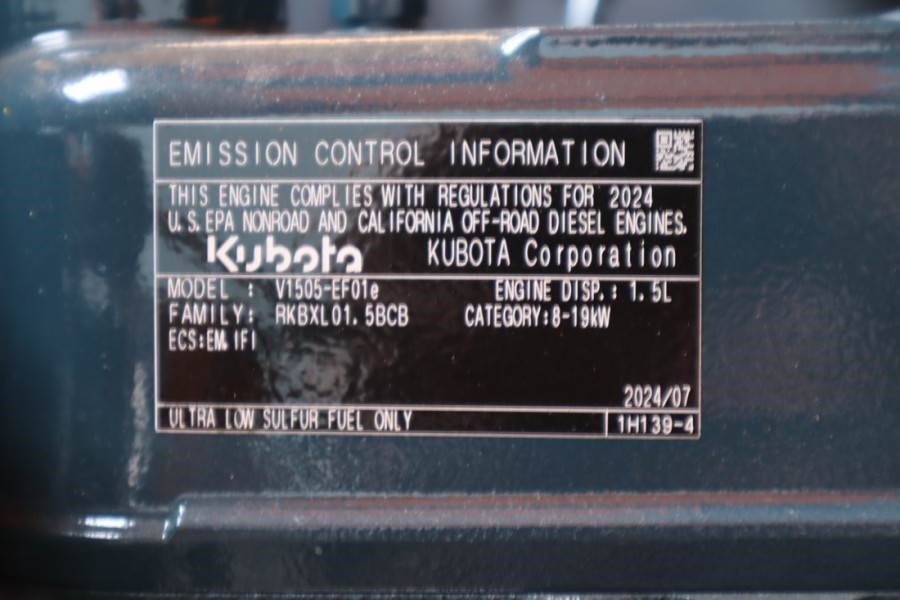 EMISSION CONTROL INFORMATION
THIS ENGINE COMPLIES WITH REGULATIONS FOR 2024
U.S.EPA NONROAD AND CALIFORNIA OFF-ROAD DIESEL ENGINES.
Kubota KUBOTA Corporation
MODEL : V1505-EF01e ENGINE DISP.: 1.5L
FAMILY: RKBXL01.5BCB CATEGORY:8-19kW
ECS:EM,IFI
2024/07
ULTRA LOW SULFUR FUEL ONLY 1H139-4